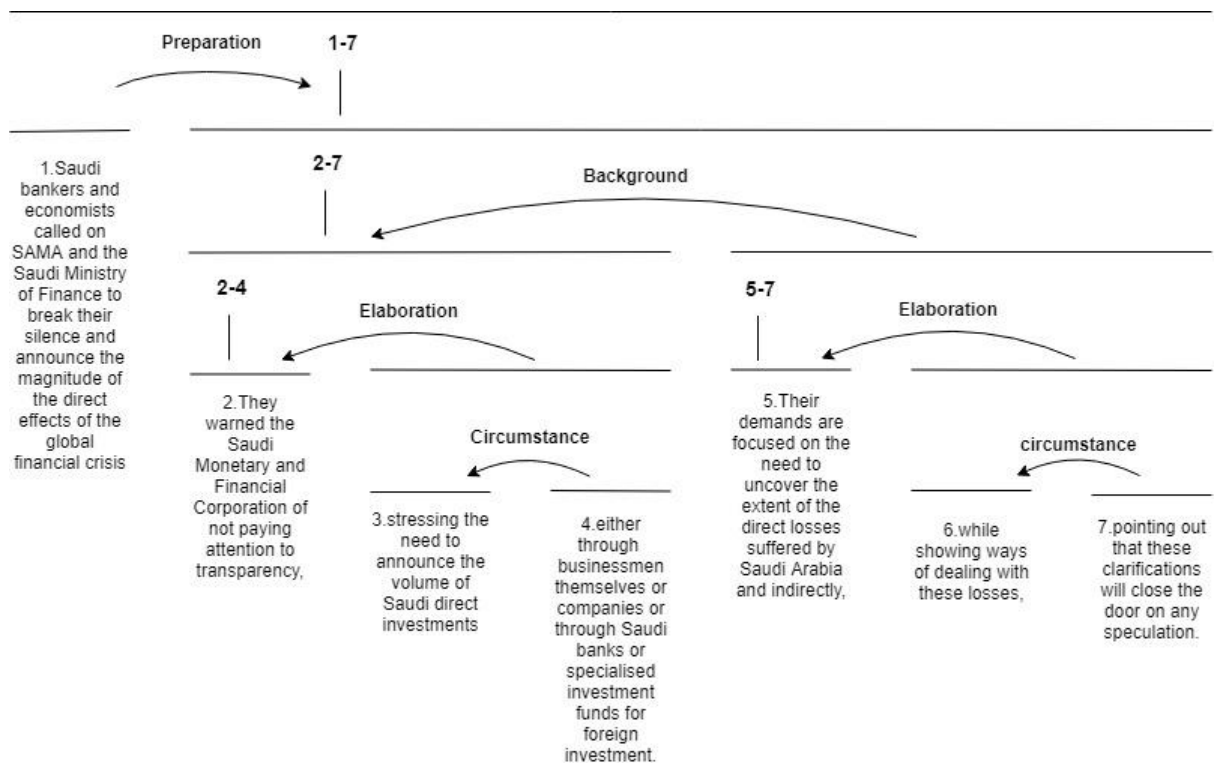 Preparation
1-7
2-7
Background
2-4
Elaboration
5-7
Elaboration
1.Saudi
bankers and
economists
called on
SAMA and the
Saudi Ministry
of Finance to
break their
silence and
announce the
magnitude of
the direct
effects of the
global
financial crisis
2.They
warned the
Saudi
Monetary and
Financial
Corporation of
not paying
attention to
transparency,
Circumstance
3.stressing the
need to
announce the
volume of
Saudi direct
investments
4.either
through
businessmen
themselves or
companies or
through Saudi
banks or
specialised
investment
funds for
foreign
investment.
5.Their
demands are
focused on the
need to
uncover the
extent of the
direct losses
suffered by
Saudi Arabia
and indirectly,
circumstance
6.while
showing ways
of dealing with
these losses,
7.pointing out
that these
clarifications
will close the
door on any
speculation.